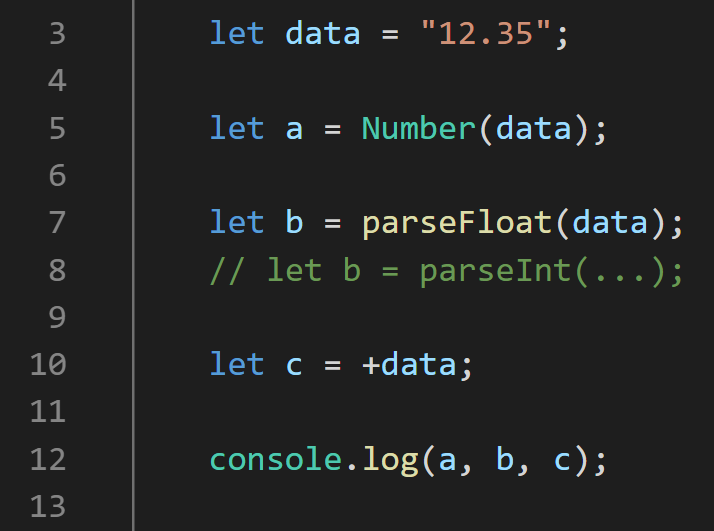 3 let data = "12.35";
4
5 let a = Number(data);
6
7 let b = parseFloat(data);
8 // let b = parseInt(...);
9
10 let c = +data;
11
12 console.log(a, b, c);
13